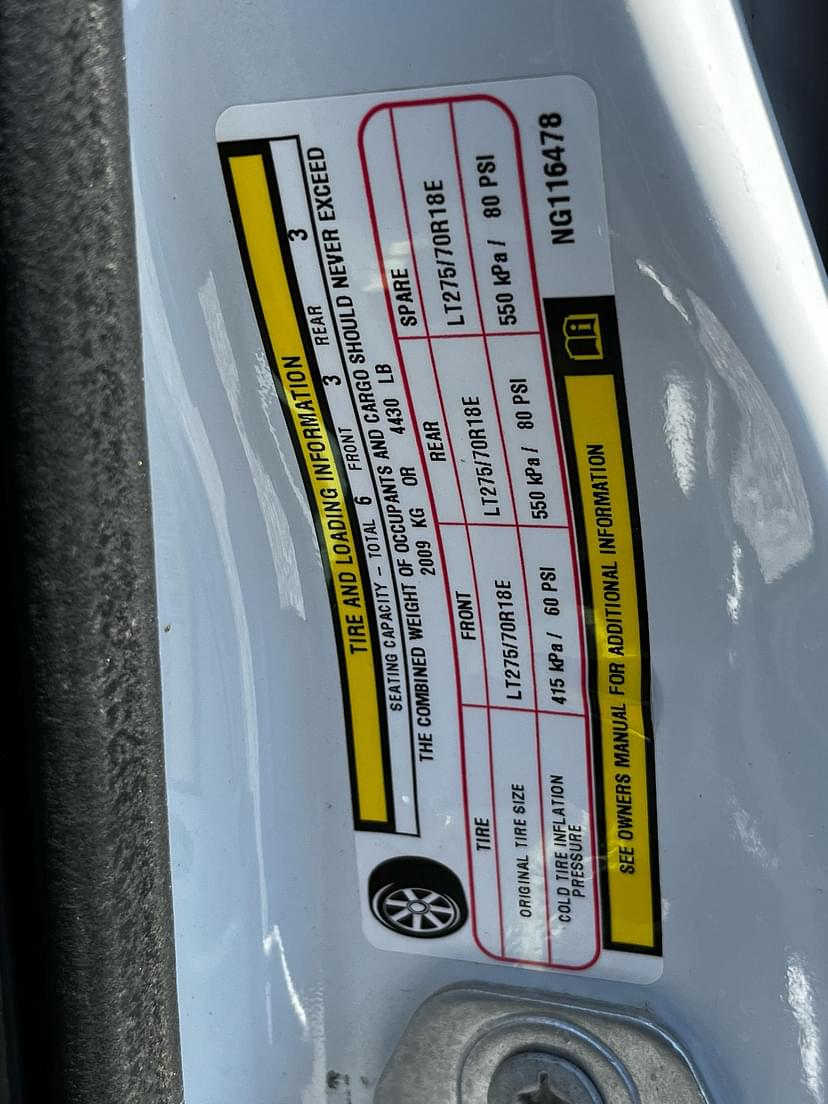 TIRE AND LOADING INFORMATION
SEATING CAPACITY – TOTAL 6 FRONT 3 REAR 3
THE COMBINED WEIGHT OF OCCUPANTS AND CARGO SHOULD NEVER EXCEED
2009 KG OR 4430 LB
TIRE FRONT REAR SPARE
ORIGINAL TIRE SIZE LT275/70R18E LT275/70R18E LT275/70R18E
COLD TIRE INFLATION PRESSURE 415 kPa / 60 PSI 550 kPa / 80 PSI 550 kPa / 80 PSI
SEE OWNERS MANUAL FOR ADDITIONAL INFORMATION
NG116478